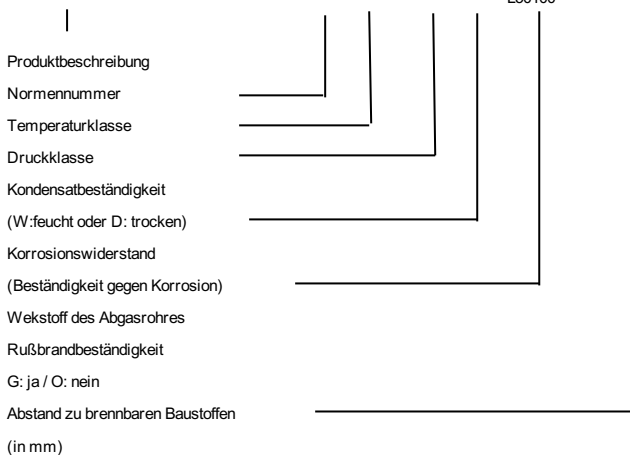 Produktbeschreibung
Normennummer
Temperaturklasse
Druckklasse
Kondensatbeständigkeit
(W:feucht oder D: trocken)
Korrosionswiderstand
(Beständigkeit gegen Korrosion)
Wekstoff des Abgasrohres
Rußbrandbeständigkeit
G: ja / O: nein
Abstand zu brennbaren Baustoffen
(in mm)